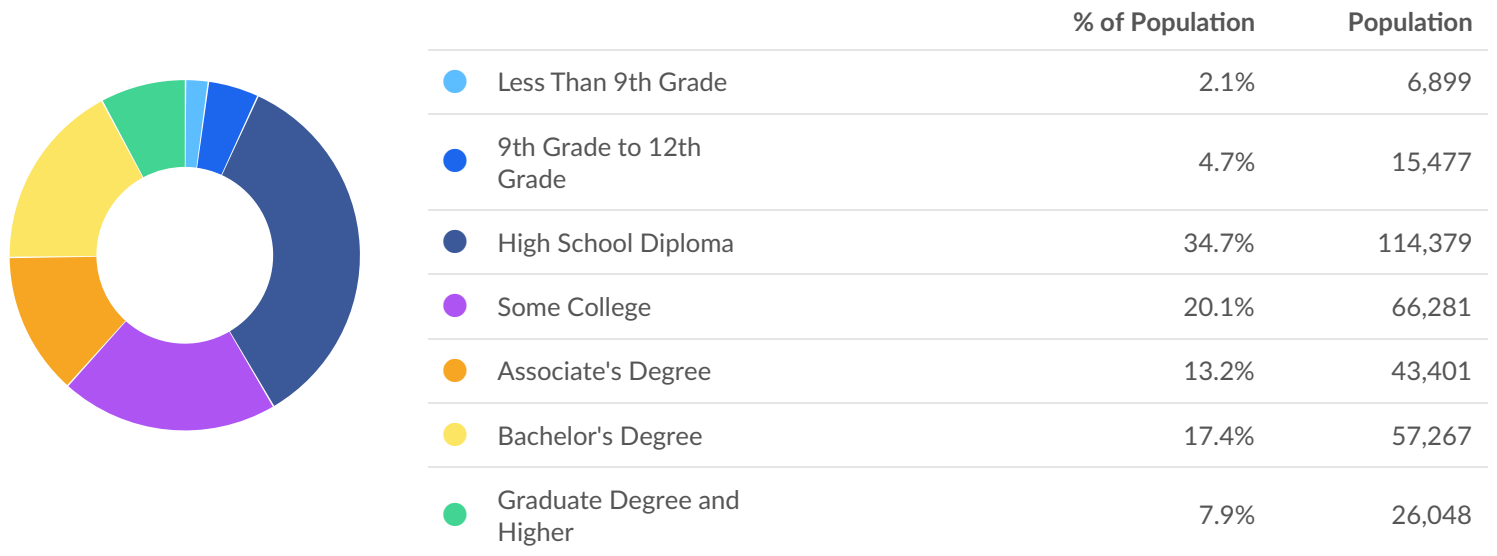 % of Population Population
Less Than 9th Grade 2.1% 6,899
9th Grade to 12th
Grade 4.7% 15,477
High School Diploma 34.7% 114,379
Some College 20.1% 66,281
Associate's Degree 13.2% 43,401
Bachelor's Degree 17.4% 57,267
Graduate Degree and
Higher 7.9% 26,048